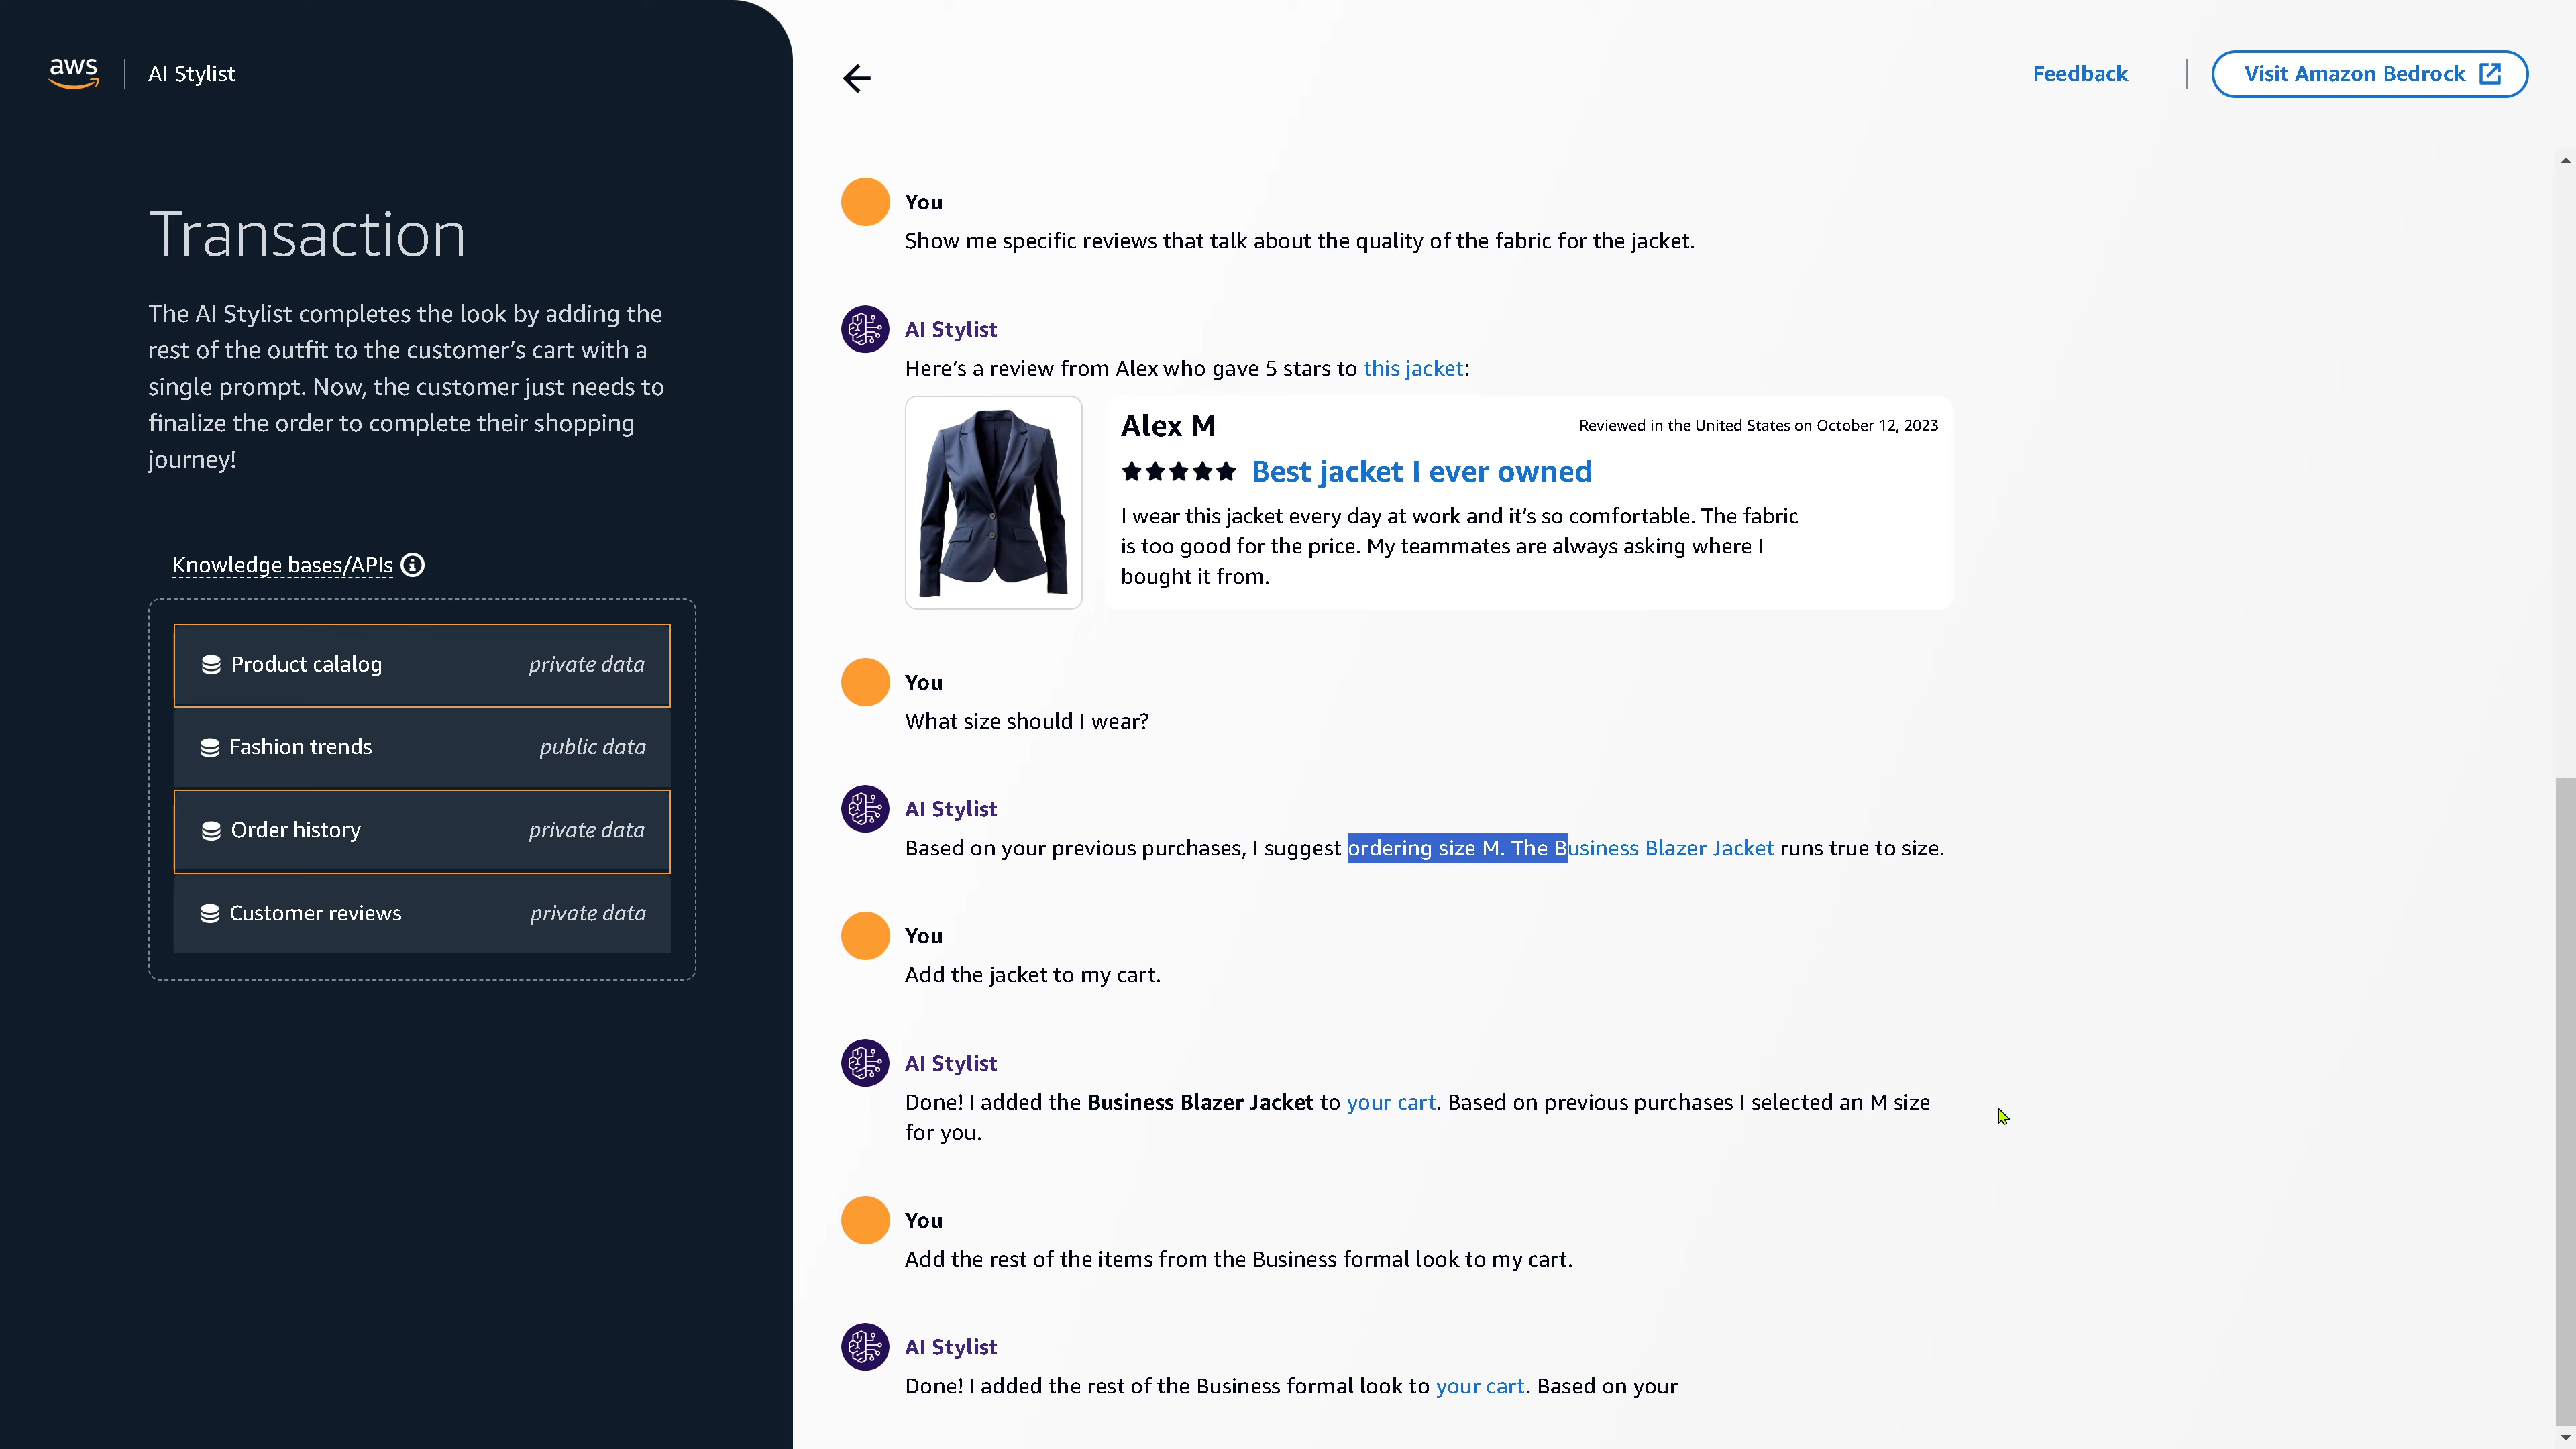 aws
AI Stylist
Feedback
Visit Amazon Bedrock
Transaction
The AI Stylist completes the look by adding the
rest of the outfit to the customer’s cart with a
single prompt. Now, the customer just needs to
finalize the order to complete their shopping
journey!
Knowledge bases/APIs
Product calalog private data
Fashion trends public data
Order history private data
Customer reviews private data
You
Show me specific reviews that talk about the quality of the fabric for the jacket.
AI Stylist
Here’s a review from Alex who gave 5 stars to this jacket:
Alex M
Reviewed in the United States on October 12, 2023
Best jacket I ever owned
I wear this jacket every day at work and it’s so comfortable. The fabric
is too good for the price. My teammates are always asking where I
bought it from.
You
What size should I wear?
AI Stylist
Based on your previous purchases, I suggest ordering size M. The Business Blazer Jacket runs true to size.
You
Add the jacket to my cart.
AI Stylist
Done! I added the Business Blazer Jacket to your cart. Based on previous purchases I selected an M size
for you.
You
Add the rest of the items from the Business formal look to my cart.
AI Stylist
Done! I added the rest of the Business formal look to your cart. Based on your